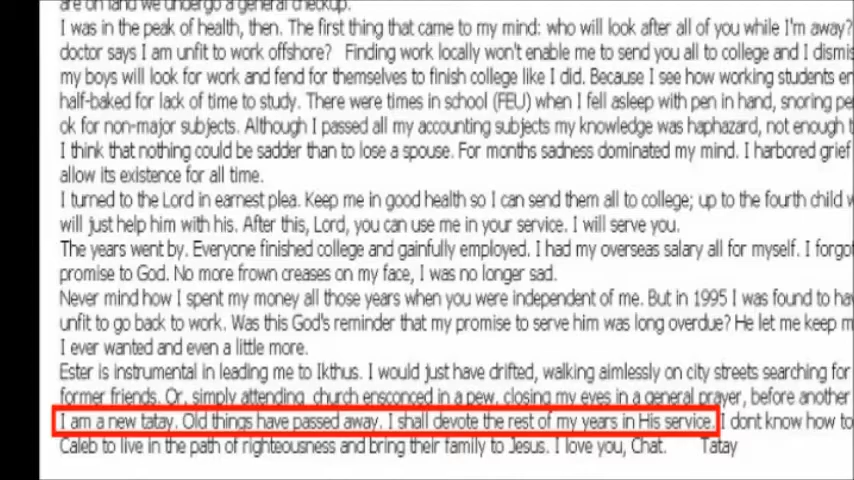 are on land we undergo a general checkup.
I was in the peak of health, then. The first thing that came to my mind: who will look after all of you while I'm away?
doctor says I am unfit to work offshore? Finding work locally won't enable me to send you all to college and I dismis
my boys will look for work and fend for themselves to finish college like I did. Because I see how working students en
half-baked for lack of time to study. There were times in school (FEU) when I fell asleep with pen in hand, snoring pe
ok for non-major subjects. Although I passed all my accounting subjects my knowledge was haphazard, not enough t
I think that nothing could be sadder than to lose a spouse. For months sadness dominated my mind. I harbored grief
allow its existence for all time.
I turned to the Lord in earnest plea. Keep me in good health so I can send them all to college; up to the fourth child w
will just help him with his. After this, Lord, you can use me in your service. I will serve you.
The years went by. Everyone finished college and gainfully employed. I had my overseas salary all for myself. I forgot
promise to God. No more frown creases on my face, I was no longer sad.
Never mind how I spent my money all those years when you were independent of me. But in 1995 I was found to hav
unfit to go back to work. Was this God's reminder that my promise to serve him was long overdue? He let me keep m
I ever wanted and even a little more.
Ester is instrumental in leading me to Ikthus. I would just have drifted, walking aimlessly on city streets searching for
former friends. Or, simply attending church ensconced in a pew, closing my eyes in a general prayer, before another
I am a new tatay. Old things have passed away. I shall devote the rest of my years in His service. I dont know how to
Caleb to live in the path of righteousness and bring their family to Jesus. I love you, Chat. Tatay